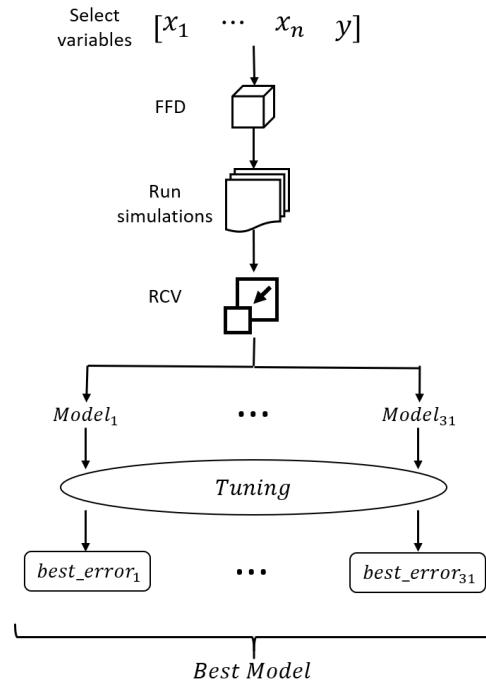 Select
variables
[x₁ ⋯ xₙ y]
FFD
Run
simulations
RCV
Model₁ ⋯ Model₃₁
Tuning
best_error₁ ⋯ best_error₃₁
Best Model